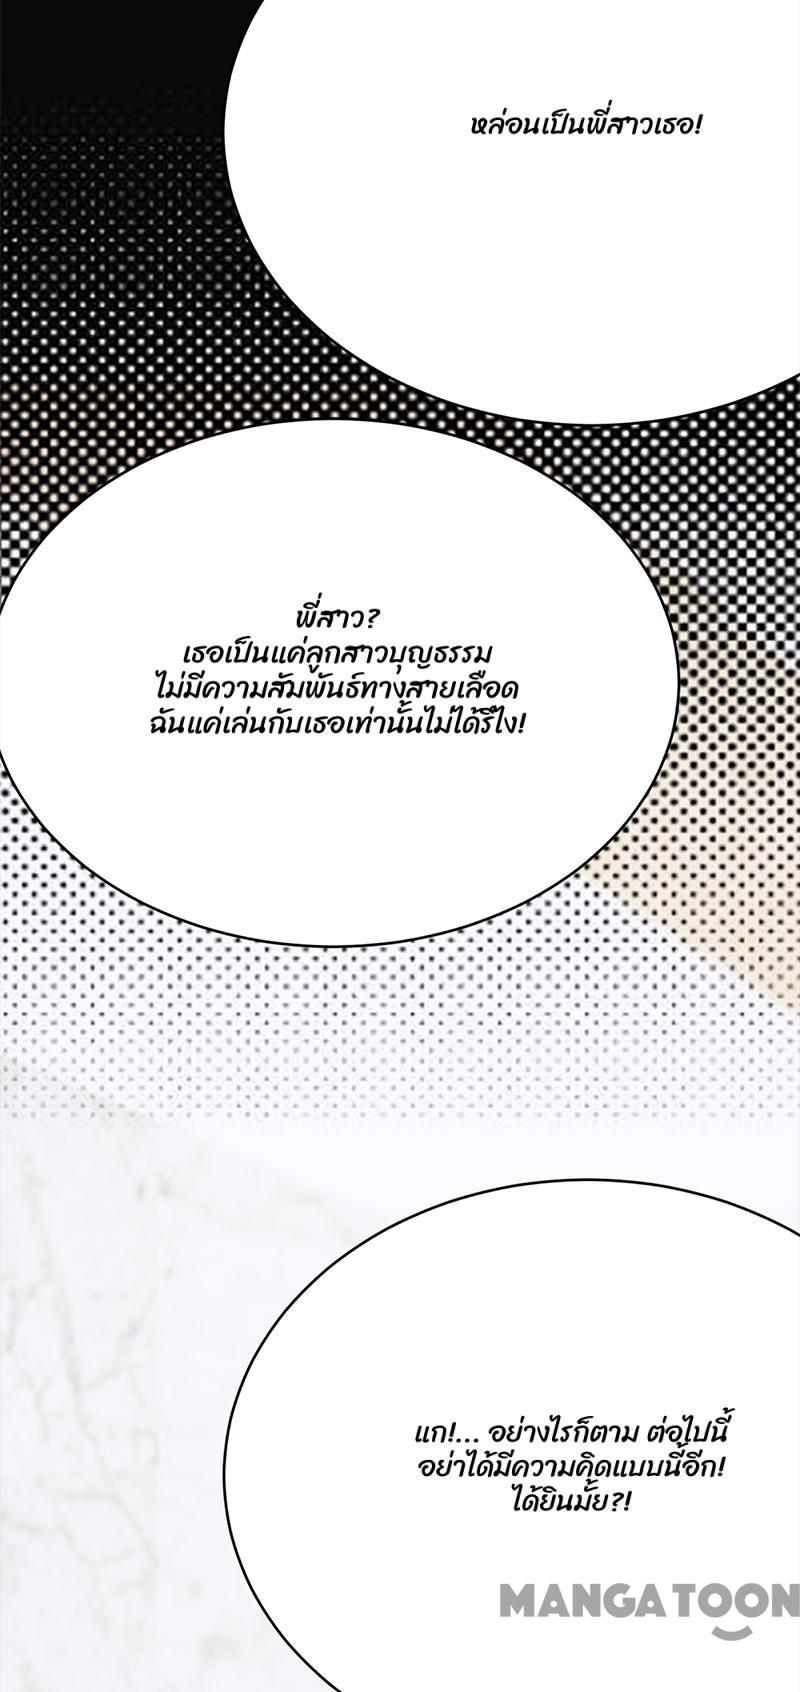 หล่อนเป็นพี่สาวเธอ!
พี่สาว?
เธอเป็นแค่ลูกสาวบุญธรรม
ไม่มีความสัมพันธ์ทางสายเลือด
ฉันแค่เล่นกับเธอเท่านั้นไม่ได้รึไง!
แก!... อย่างไรก็ตาม ต่อไปนี้
อย่าได้มีความคิดแบบนี้อีก!
ได้ยินมั้ย?!
MANGATOON